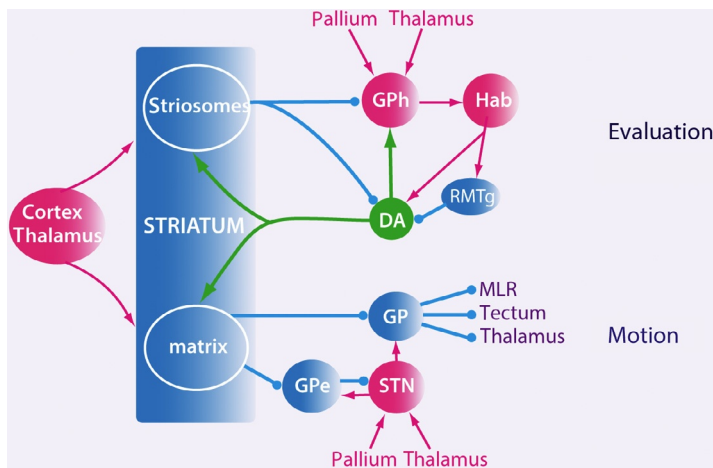 Pallium Thalamus
Striosomes
GPh
Hab
Evaluation
RMTg
Cortex
Thalamus
STRIATUM
DA
MLR
GP
Tectum
Thalamus
Motion
matrix
GPe
STN
Pallium Thalamus